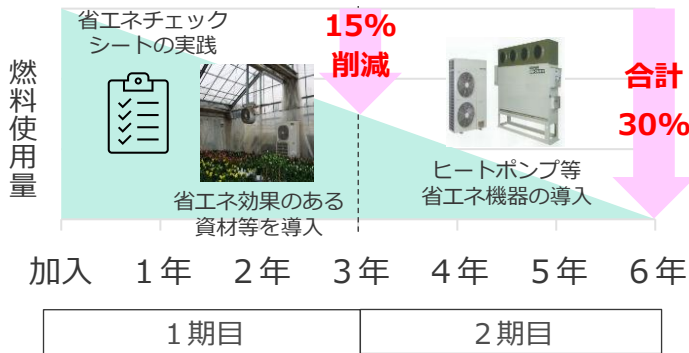 省エネチェック
シートの実践
15%
削減
合計
30%
燃料使用量
省エネ効果のある
資材等を導入
ヒートポンプ等
省エネ機器の導入
加入 1年 2年 3年 4年 5年 6年
1期目 2期目